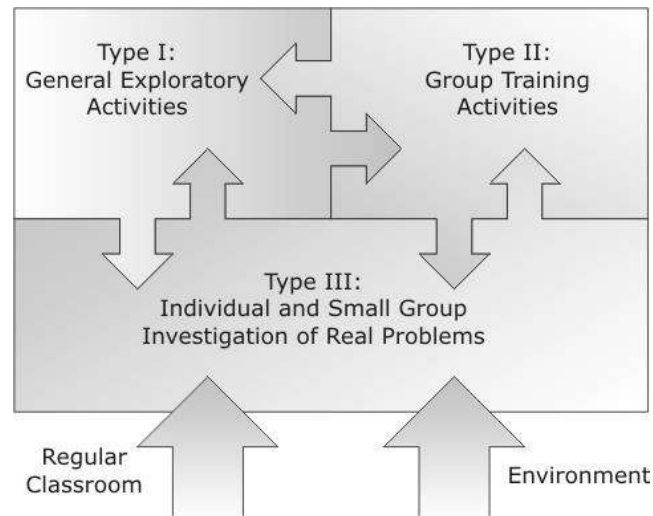 Type I:
General Exploratory
Activities
Type II:
Group Training
Activities
Type III:
Individual and Small Group
Investigation of Real Problems
Regular
Classroom
Environment